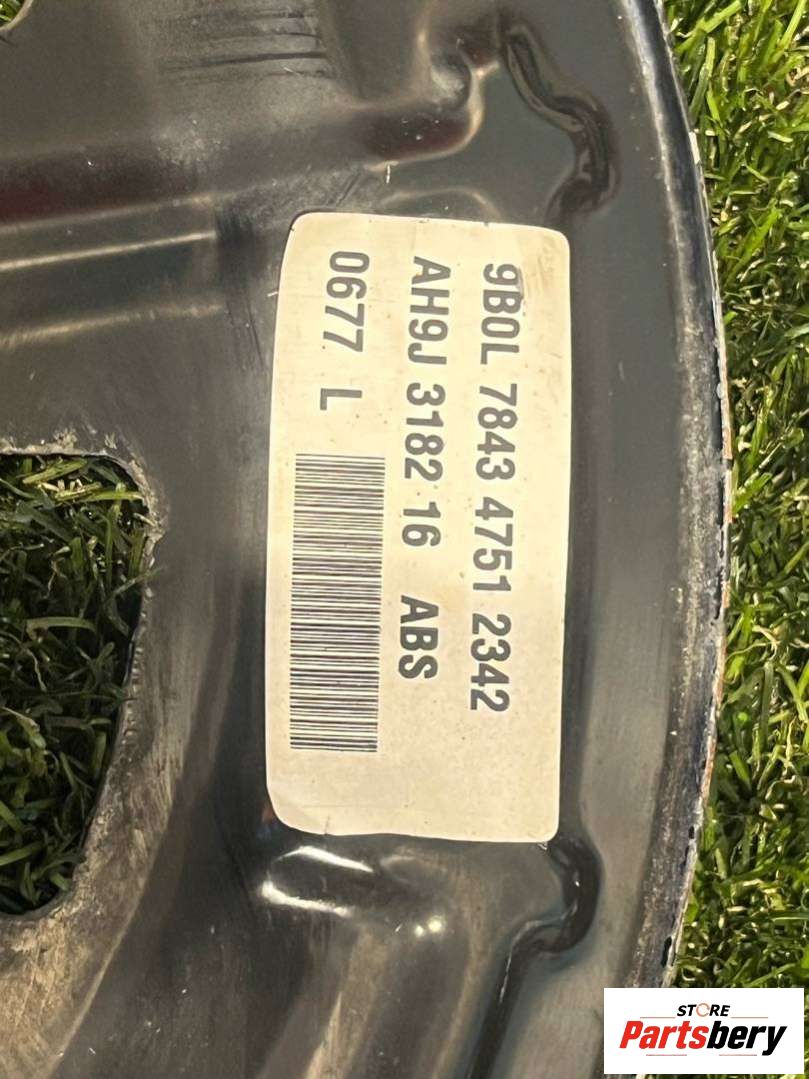 9B0L 7843 4751 2342
AH9J 3182 16 ABS
0677 L
STORE
Partsbery